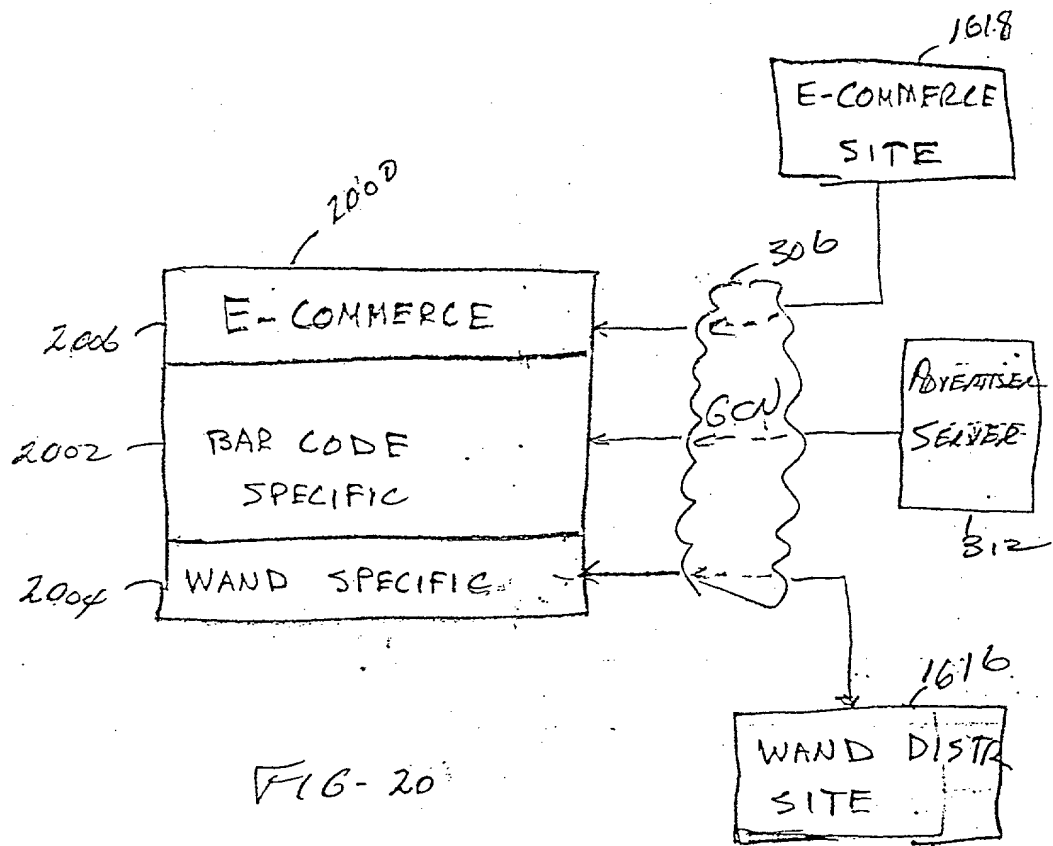 1618
E-COMMERCE
SITE
2000
306
E-COMMERCE
2006
ADVERTISER
SERVER
GCN
2002
BAR CODE
SPECIFIC
312
2004
WAND SPECIFIC
1616
WAND DISTR
SITE
FIG-20